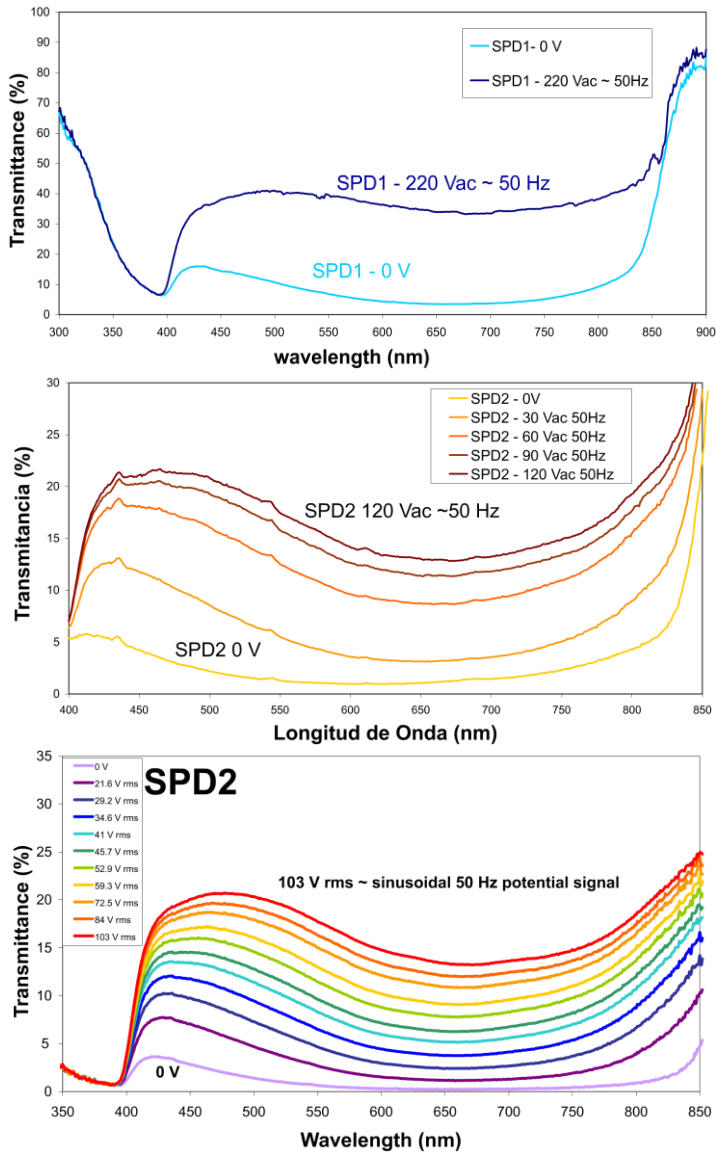 100
90
80
70
60
50
40
30
20
10
0
Transmittance (%)
SPD1- 0 V
SPD1 - 220 Vac ~ 50Hz
SPD1 - 220 Vac ~ 50 Hz
SPD1 - 0 V
300 350 400 450 500 550 600 650 700 750 800 850 900
wavelength (nm)
30
25
20
15
10
5
0
Transmitancia (%)
SPD2 - 0V
SPD2 - 30 Vac 50Hz
SPD2 - 60 Vac 50Hz
SPD2 - 90 Vac 50Hz
SPD2 - 120 Vac 50Hz
SPD2 120 Vac ~50 Hz
SPD2 0 V
400 450 500 550 600 650 700 750 800 850
Longitud de Onda (nm)
35
30
25
20
15
10
5
0
Transmittance (%)
0 V
21.6 V rms
29.2 V rms
34.6 V rms
41 V rms
45.7 V rms
52.9 V rms
59.3 V rms
72.5 V rms
84 V rms
103 V rms
SPD2
103 V rms ~ sinusoidal 50 Hz potential signal
0 V
350 400 450 500 550 600 650 700 750 800 850
Wavelength (nm)